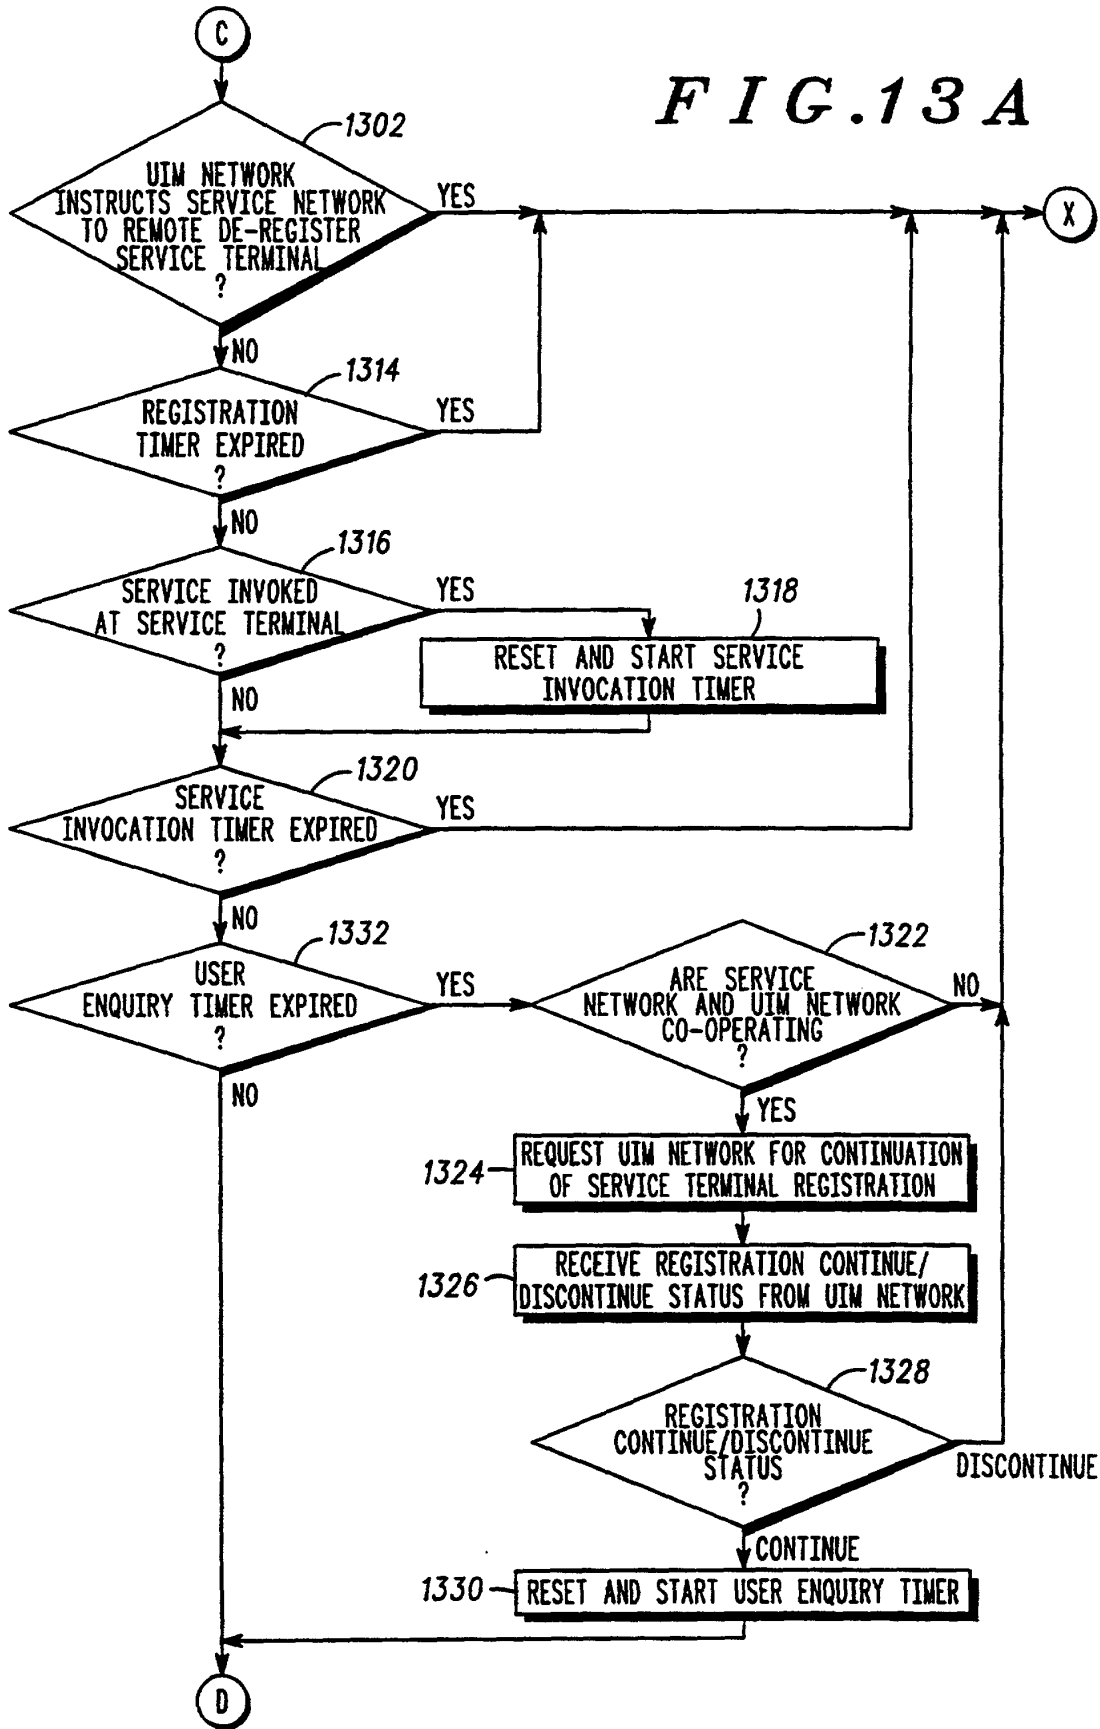 C
FIG.13A
1302
UIM NETWORK
INSTRUCTS SERVICE NETWORK
TO REMOTE DE-REGISTER
SERVICE TERMINAL
?
YES
X
NO
1314
REGISTRATION
TIMER EXPIRED
?
YES
NO
1316
SERVICE INVOKED
AT SERVICE TERMINAL
?
YES
1318
RESET AND START SERVICE
INVOCATION TIMER
NO
1320
SERVICE
INVOCATION TIMER EXPIRED
?
YES
NO
1332
USER
ENQUIRY TIMER EXPIRED
?
YES
1322
ARE SERVICE
NETWORK AND UIM NETWORK
CO-OPERATING
?
NO
NO
YES
1324
REQUEST UIM NETWORK FOR CONTINUATION
OF SERVICE TERMINAL REGISTRATION
1326
RECEIVE REGISTRATION CONTINUE/
DISCONTINUE STATUS FROM UIM NETWORK
1328
REGISTRATION
CONTINUE/DISCONTINUE
STATUS
?
DISCONTINUE
CONTINUE
1330
RESET AND START USER ENQUIRY TIMER
D